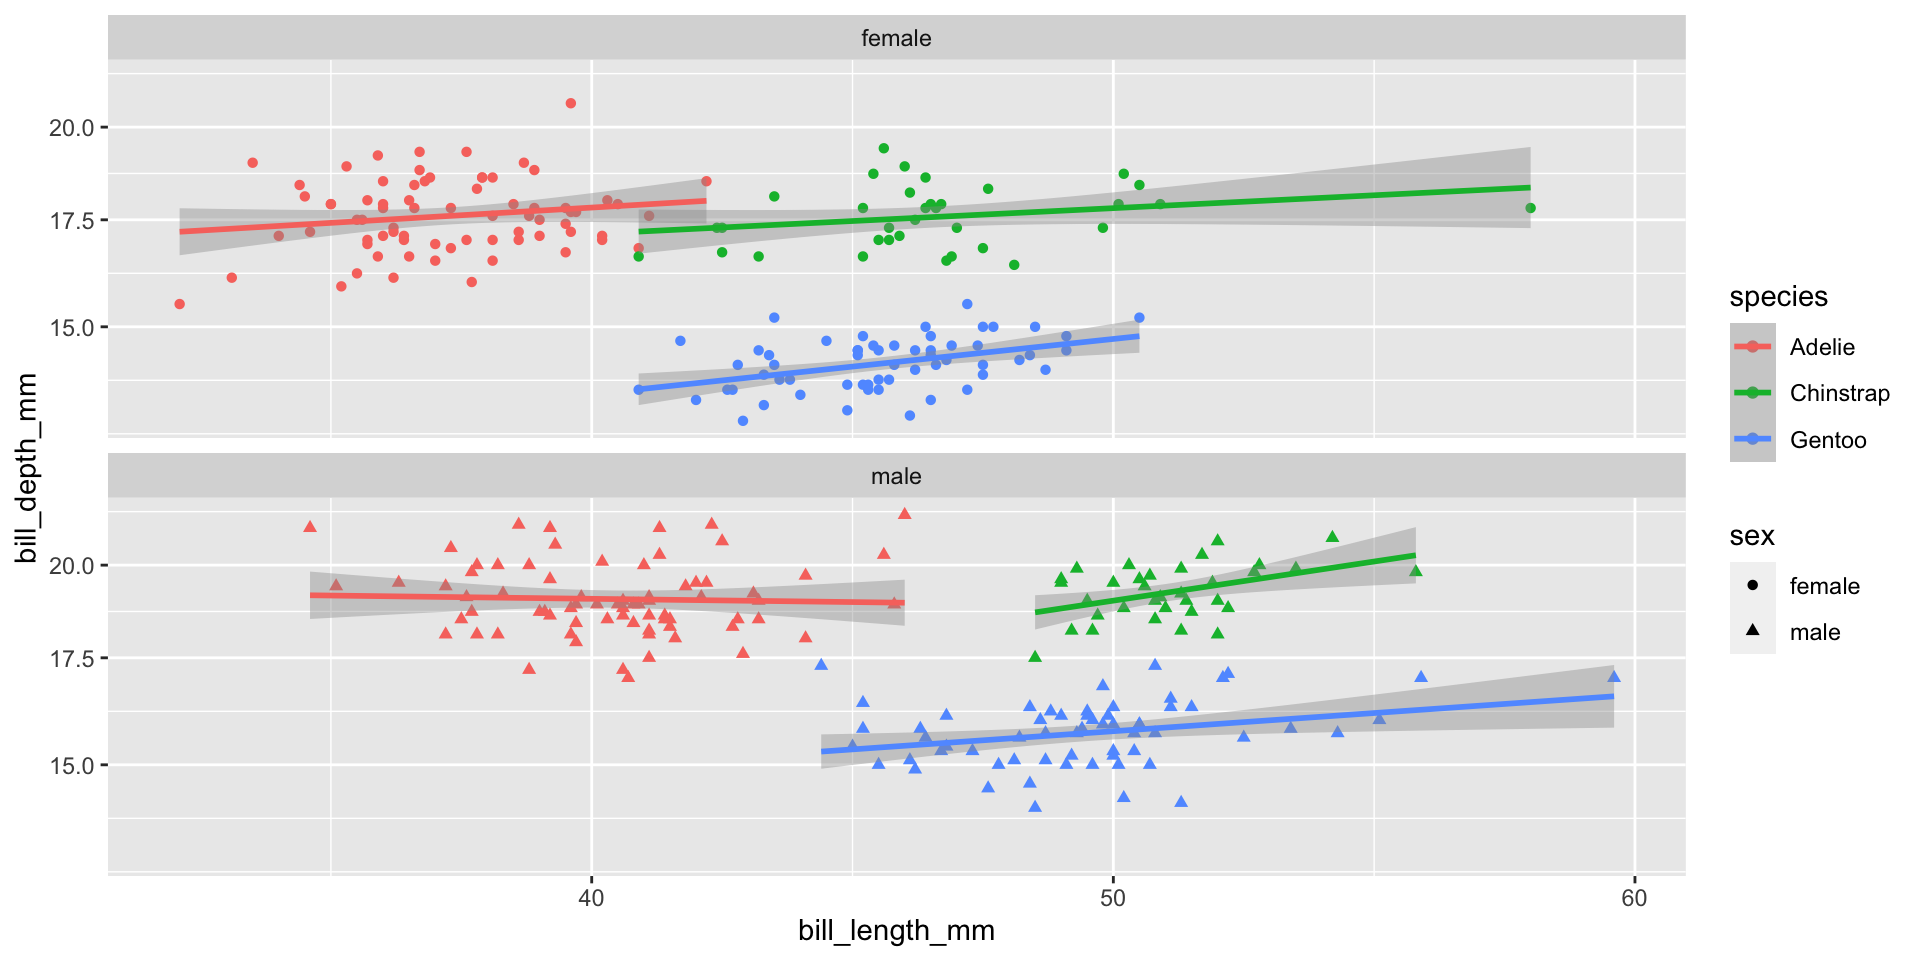 female
20.0
17.5
15.0
male
20.0
17.5
15.0
40
50
60
bill_length_mm
bill_depth_mm
species
Adelie
Chinstrap
Gentoo
sex
female
male